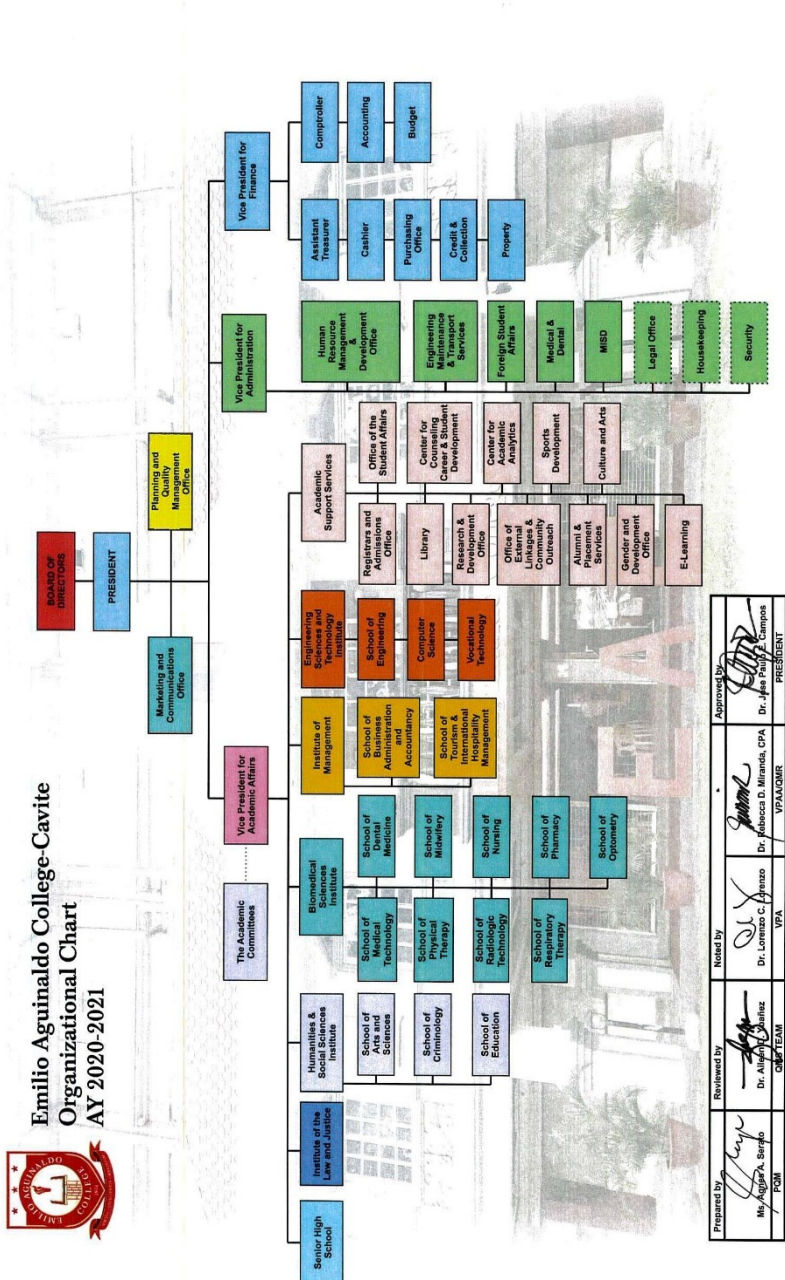 EMILIO AGUINALDO
COLLEGE
Emilio Aguinaldo College-Cavite
Organizational Chart
AY 2020-2021
BOARD OF
DIRECTORS
PRESIDENT
Marketing and
Communications
Office
Planning and
Quality
Management
Office
The Academic
Committees
Vice President for
Academic Affairs
Vice President for
Administration
Vice President for
Finance
Senior High
School
Institute of the
Law and Justice
Humanities &
Social Sciences
Institute
School of
Arts and
Sciences
School of
Criminology
School of
Education
Biomedical
Sciences
Institute
School of
Medical
Technology
School of
Dental
Medicine
School of
Physical
Therapy
School of
Midwifery
School of
Radiologic
Technology
School of
Nursing
School of
Respiratory
Therapy
School of
Pharmacy
School of
Optometry
Institute of
Management
School of
Business
Administration
and
Accountancy
School of
Tourism &
International
Hospitality
Management
Engineering
Sciences and
Technology
Institute
School of
Engineering
Computer
Science
Vocational
Technology
Academic
Support Services
Registrars and
Admissions
Office
Office of the
Student Affairs
Library
Center for
Counseling
Career & Student
Development
Research &
Development
Office
Center for
Academic
Analytics
Office of
External
Linkages &
Community
Outreach
Sports
Development
Alumni &
Placement
Services
Culture and Arts
Gender and
Development
Office
E-Learning
Human
Resource
Management
&
Development
Office
Engineering
Maintenance
& Transport
Services
Foreign Student
Affairs
Medical &
Dental
MISD
Legal Office
Housekeeping
Security
Assistant
Treasurer
Comptroller
Cashier
Accounting
Purchasing
Office
Budget
Credit &
Collection
Property
EAC
Prepared by
Reviewed by
Noted by
Approved by
Ms. Agnes A. Serato
Dr. Lorenzo C. Lorenzo
Dr. Rebecca D. Miranda, CPA
Dr. Jose Paulo E. Campos
PQM
QMS TEAM
VPA
VPAA/QMR
PRESIDENT